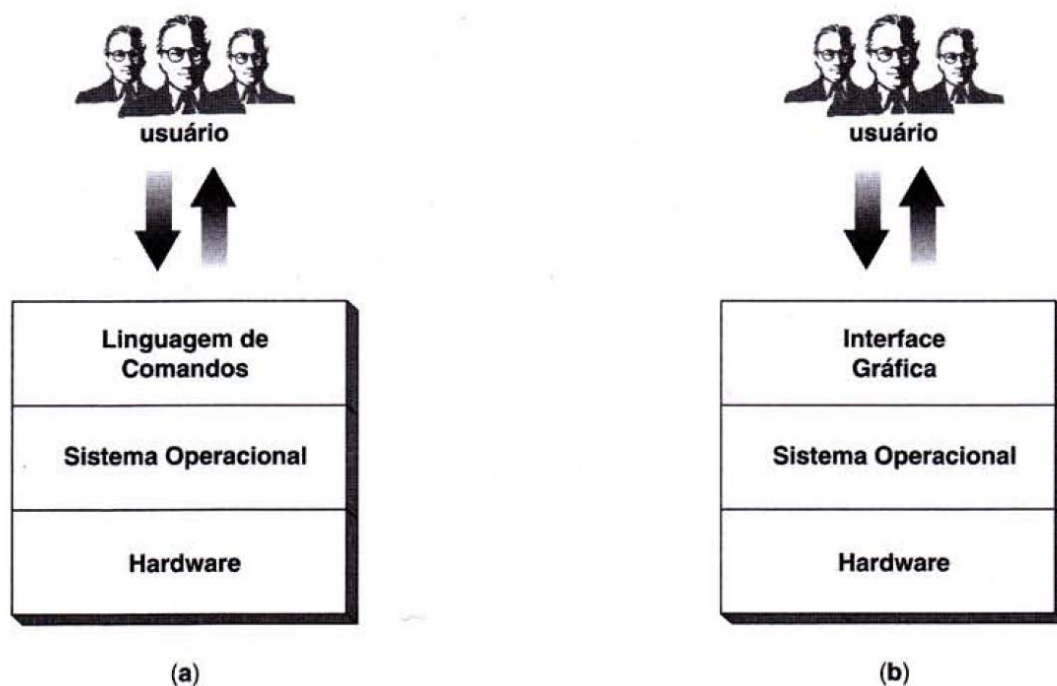 usuário
Linguagem de
Comandos
Sistema Operacional
Hardware
(a)
usuário
Interface
Gráfica
Sistema Operacional
Hardware
(b)